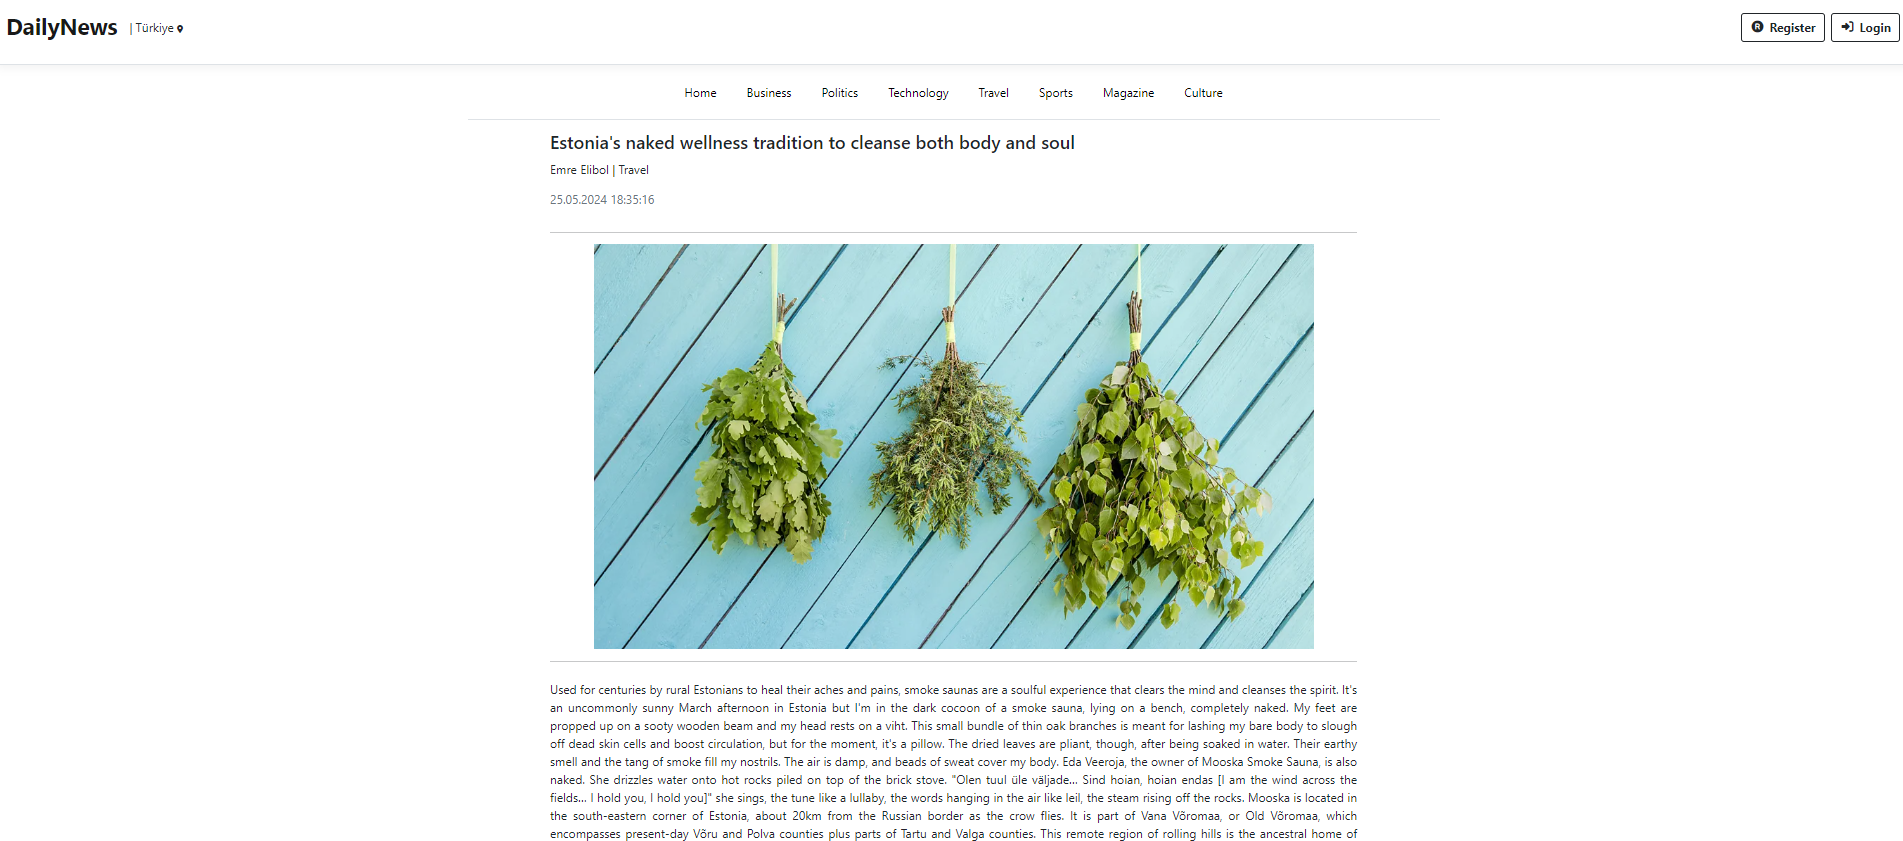 DailyNews | Türkiye
Register Login
Home Business Politics Technology Travel Sports Magazine Culture
Estonia's naked wellness tradition to cleanse both body and soul
Emre Elibol | Travel
25.05.2024 18:35:16
Used for centuries by rural Estonians to heal their aches and pains, smoke saunas are a soulful experience that clears the mind and cleanses the spirit. It's
an uncommonly sunny March afternoon in Estonia but I'm in the dark cocoon of a smoke sauna, lying on a bench, completely naked. My feet are
propped up on a sooty wooden beam and my head rests on a viht. This small bundle of thin oak branches is meant for lashing my bare body to slough
off dead skin cells and boost circulation, but for the moment, it's a pillow. The dried leaves are pliant, though, after being soaked in water. Their earthy
smell and the tang of smoke fill my nostrils. The air is damp, and beads of sweat cover my body. Eda Veeroja, the owner of Mooska Smoke Sauna, is also
naked. She drizzles water onto hot rocks piled on top of the brick stove. "Olen tuul üle väljade... Sind hoian, hoian endas [I am the wind across the
fields... I hold you, I hold you]" she sings, the tune like a lullaby, the words hanging in the air like leil, the steam rising off the rocks. Mooska is located in
the south-eastern corner of Estonia, about 20km from the Russian border as the crow flies. It is part of Vana Võromaa, or Old Võromaa, which
encompasses present-day Võru and Polva counties plus parts of Tartu and Valga counties. This remote region of rolling hills is the ancestral home of